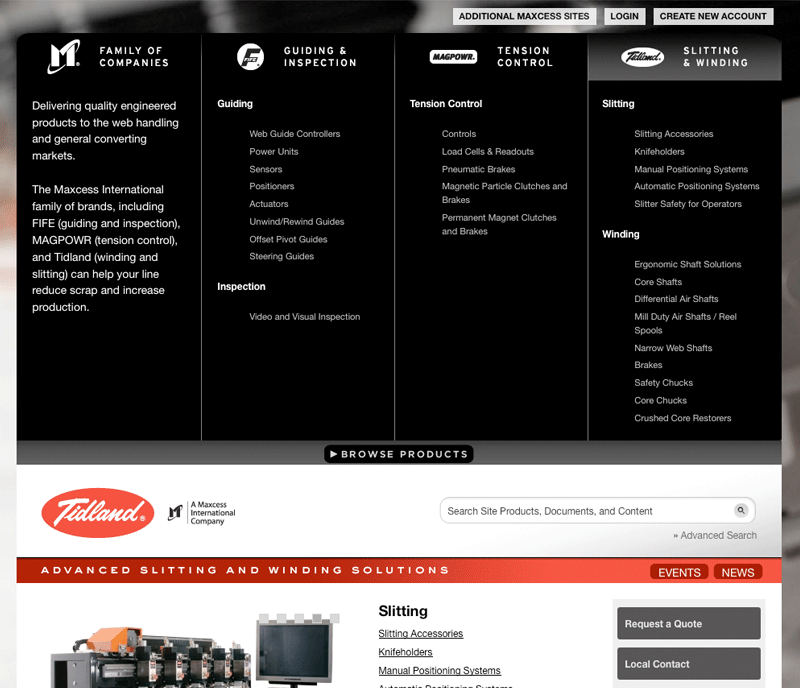 ADDITIONAL MAXCESS SITES
LOGIN
CREATE NEW ACCOUNT
FAMILY OF
COMPANIES
Delivering quality engineered
products to the web handling
and general converting
markets.
The Maxcess International
family of brands, including
FIFE (guiding and inspection),
MAGPOWR (tension control),
and Tidland (winding and
slitting) can help your line
reduce scrap and increase
production.
FIFE
GUIDING &
INSPECTION
Guiding
Web Guide Controllers
Power Units
Sensors
Positioners
Actuators
Unwind/Rewind Guides
Offset Pivot Guides
Steering Guides
Inspection
Video and Visual Inspection
MAGPOWR.
TENSION
CONTROL
Tension Control
Controls
Load Cells & Readouts
Pneumatic Brakes
Magnetic Particle Clutches and
Brakes
Permanent Magnet Clutches
and Brakes
Tidland
SLITTING
& WINDING
Slitting
Slitting Accessories
Knifeholders
Manual Positioning Systems
Automatic Positioning Systems
Slitter Safety for Operators
Winding
Ergonomic Shaft Solutions
Core Shafts
Differential Air Shafts
Mill Duty Air Shafts / Reel
Spools
Narrow Web Shafts
Brakes
Safety Chucks
Core Chucks
Crushed Core Restorers
BROWSE PRODUCTS
Tidland®
A Maxcess
International
Company
Search Site Products, Documents, and Content
» Advanced Search
ADVANCED SLITTING AND WINDING SOLUTIONS
EVENTS
NEWS
Slitting
Slitting Accessories
Knifeholders
Manual Positioning Systems
Automatic Positioning Systems
Request a Quote
Local Contact